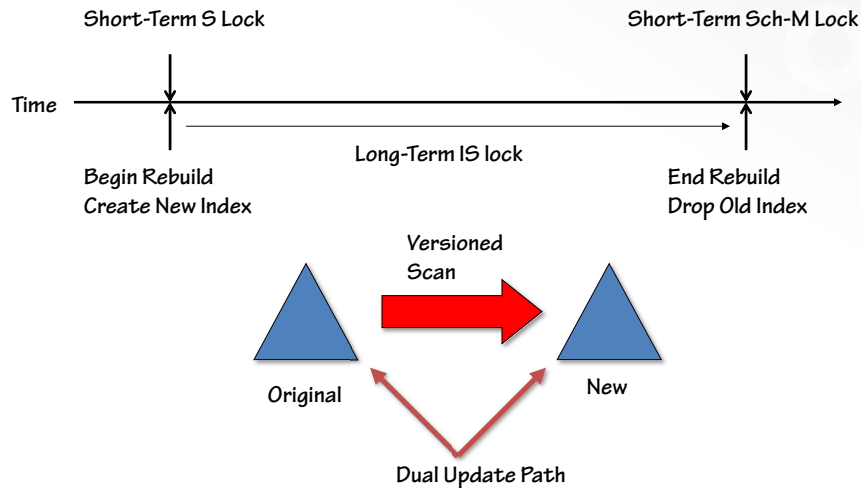 Short-Term S Lock
Short-Term Sch-M Lock
Time
Long-Term IS lock
Begin Rebuild
Create New Index
End Rebuild
Drop Old Index
Versioned
Scan
Original
New
Dual Update Path